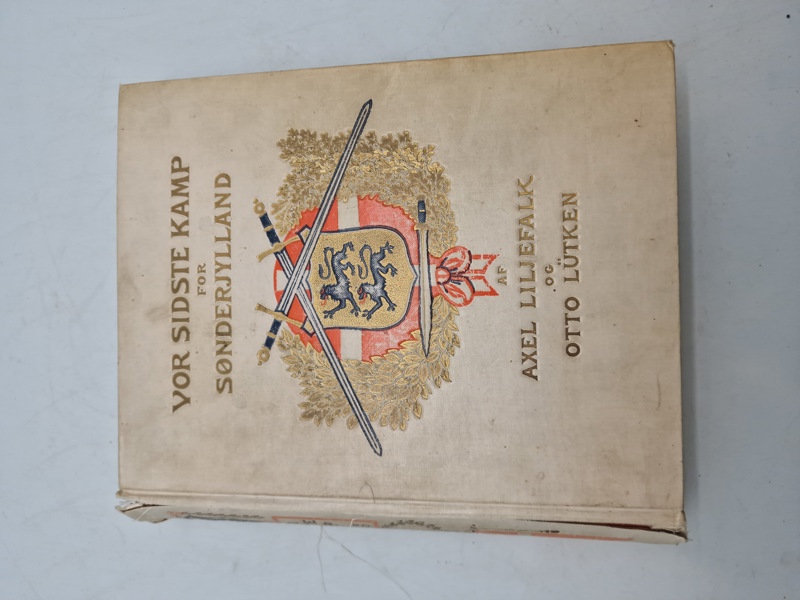 VOR SIDSTE KAMP
FOR
SØNDERJYLLAND
AF
AXEL LILJEFALK
OG
OTTO LÜTKEN